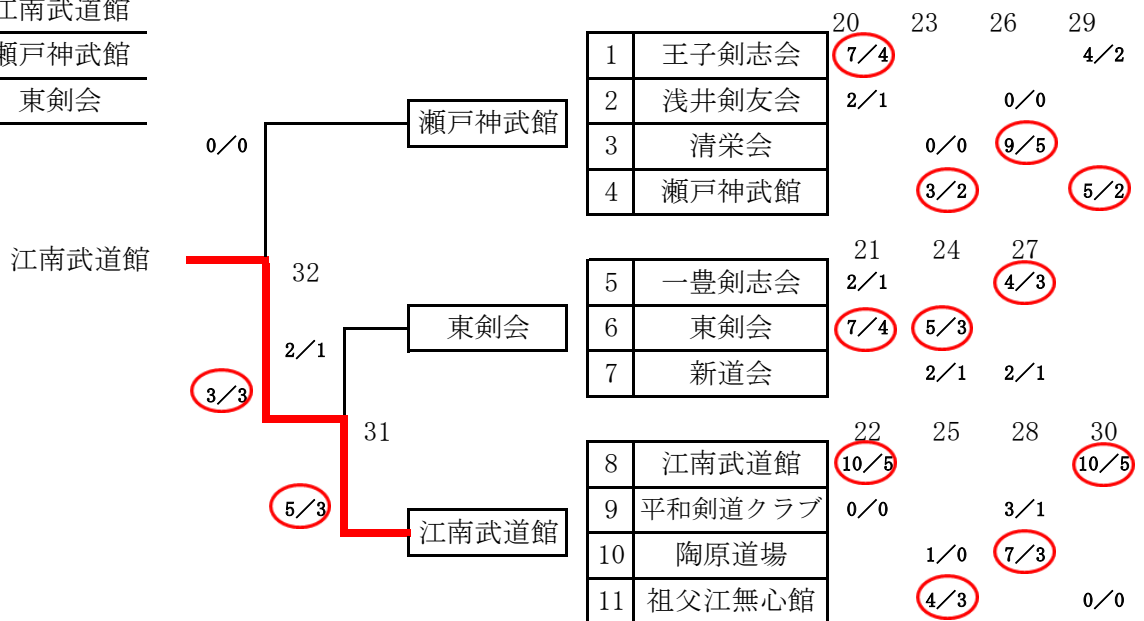 江南武道館
瀬戸神武館
東剣会
20 23 26 29
1 王子剣志会 7/4 4/2
2 浅井剣友会 2/1 0/0
3 清栄会 0/0 9/5
4 瀬戸神武館 3/2 5/2
瀬戸神武館
0/0
江南武道館
32
21 24 27
5 一豊剣志会 2/1 4/3
6 東剣会 7/4 5/3
7 新道会 2/1 2/1
東剣会
2/1
3/3
31
22 25 28 30
8 江南武道館 10/5 10/5
9 平和剣道クラブ 0/0 3/1
10 陶原道場 1/0 7/3
11 祖父江無心館 4/3 0/0
5/3
江南武道館